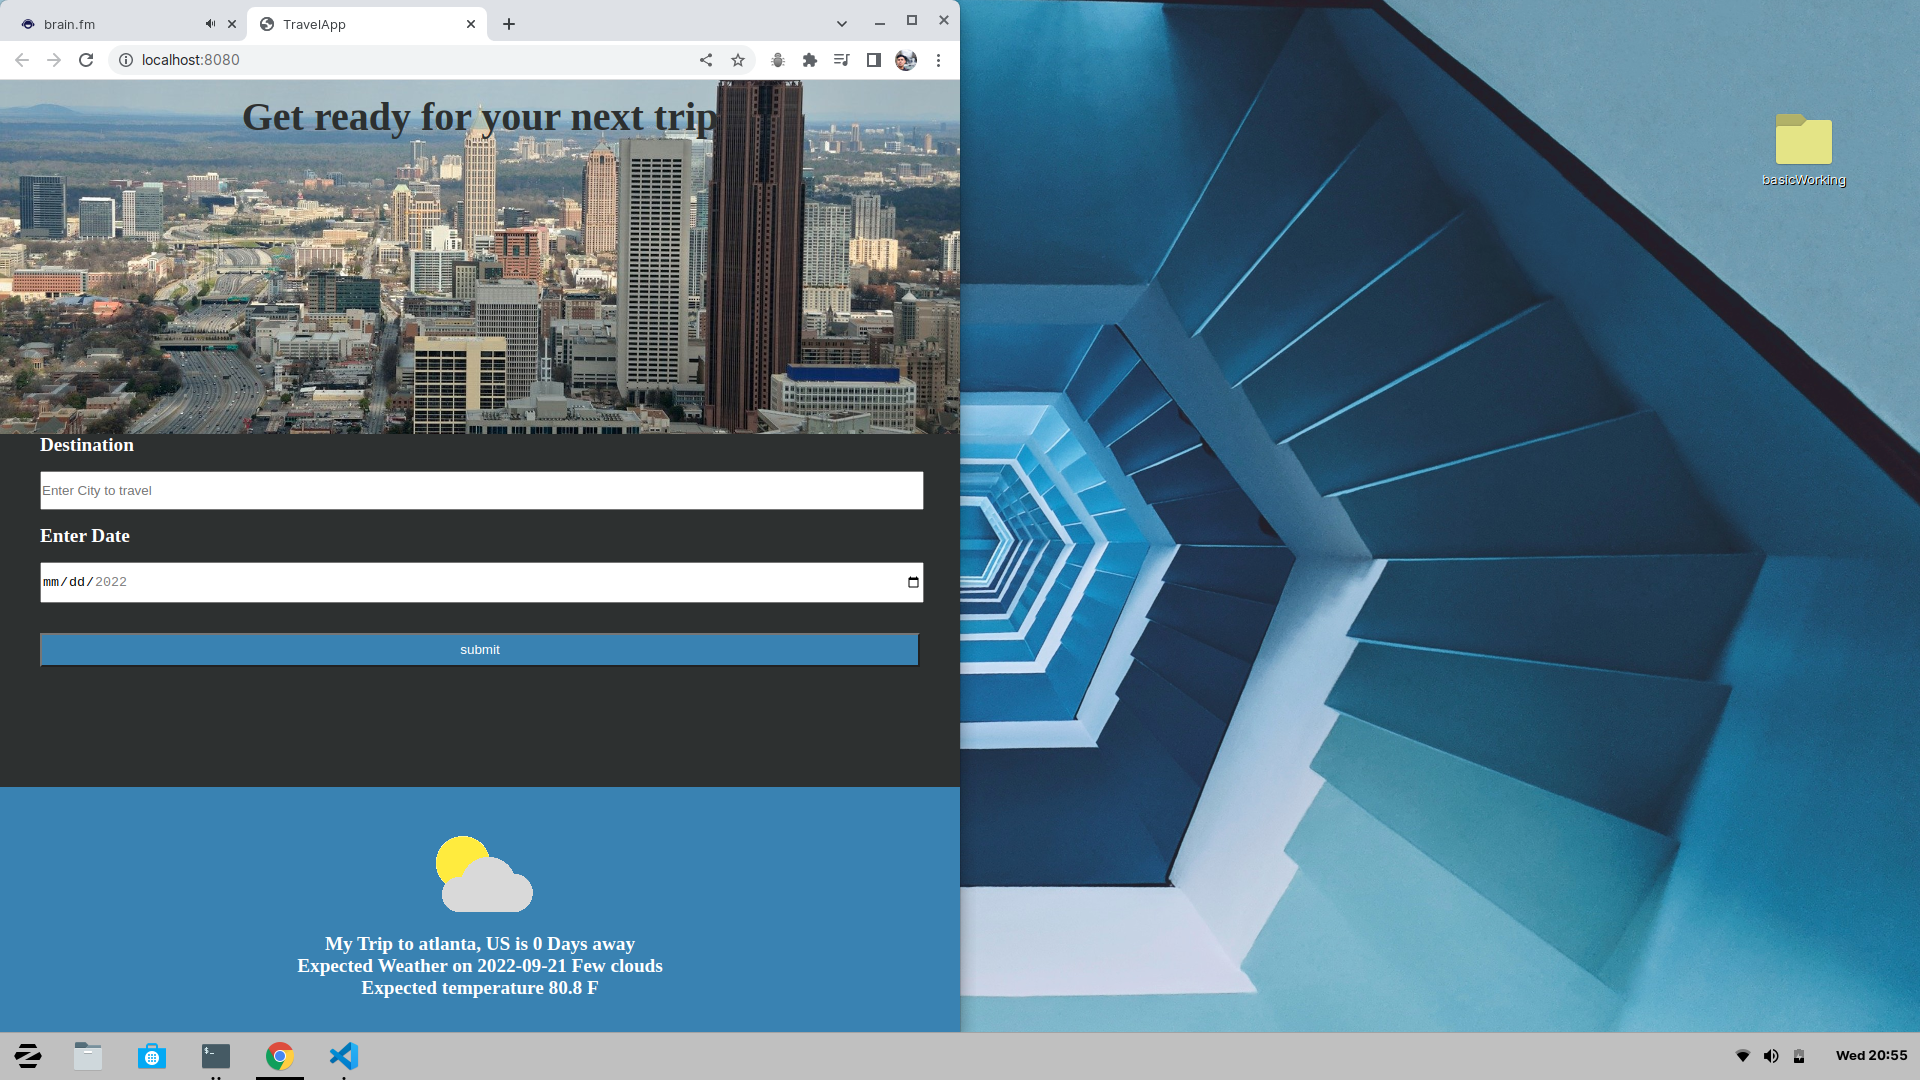 brain.fm
TravelApp
localhost:8080
Get ready for your next trip
basicWorking
Destination
Enter City to travel
Enter Date
mm/dd/2022
submit
My Trip to atlanta, US is 0 Days away
Expected Weather on 2022-09-21 Few clouds
Expected temperature 80.8 F
$-
Wed 20:55